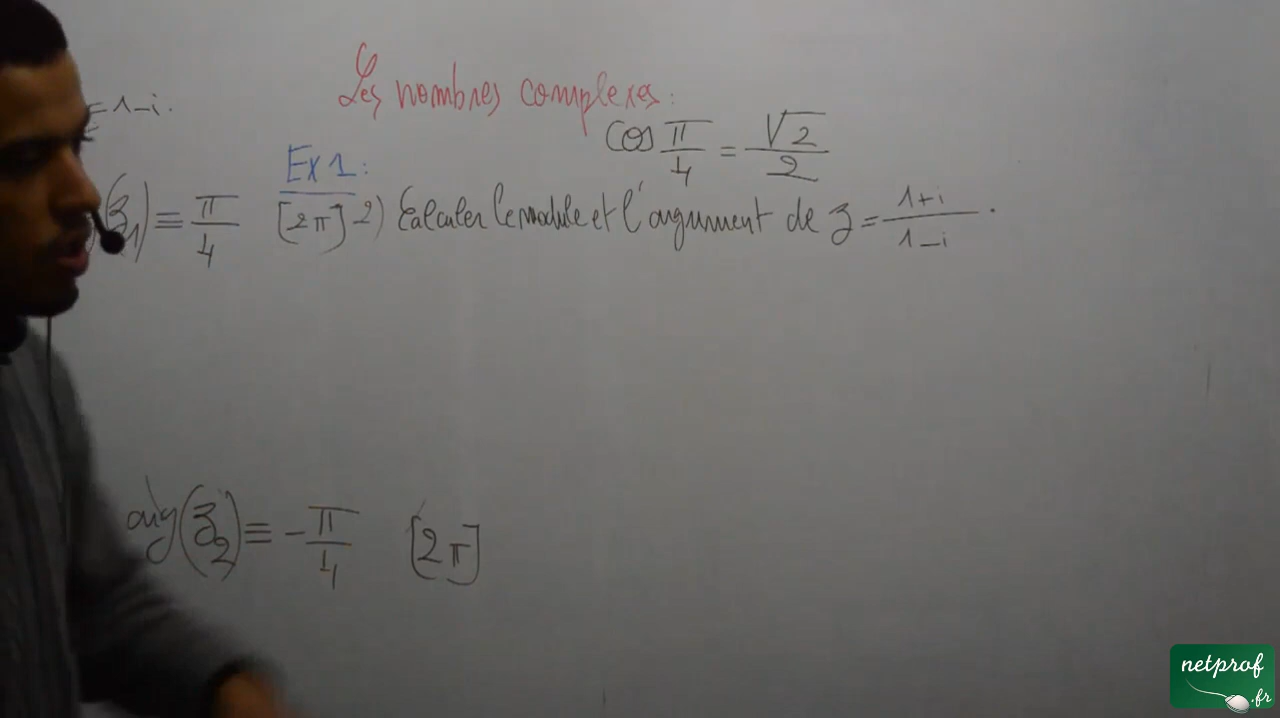 Les nombres complexes:
= 1-i.
cos π/4 = √2/2
Ex 1:
(z₁) ≡ π/4 [2π] 2) Calculer le module et l'argument de z = 1+i/1-i.
arg(z₂) ≡ -π/4 [2π]
netprof
.fr